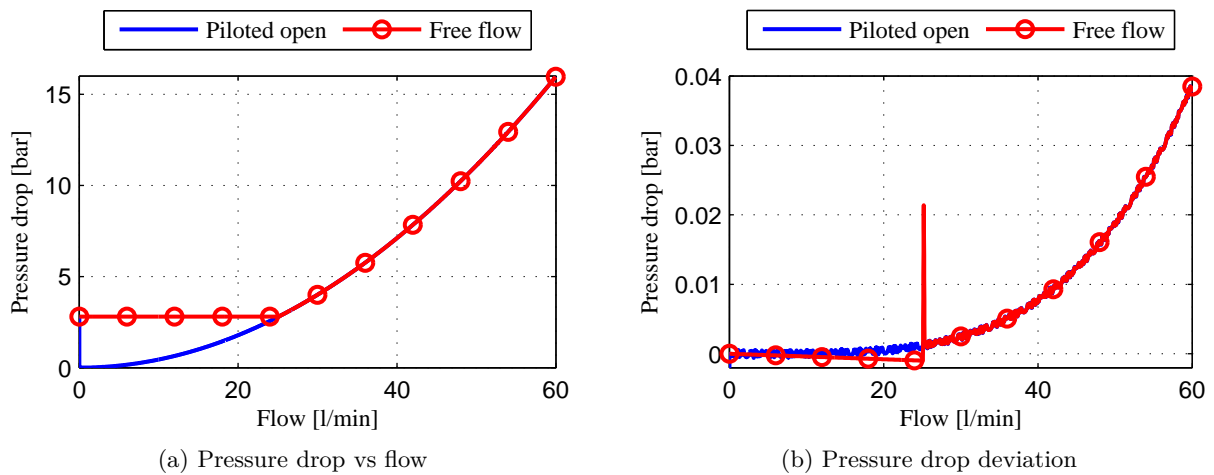 Piloted open Free flow
Piloted open Free flow
15
10
5
0
Pressure drop [bar]
0 20 40 60
Flow [l/min]
0.04
0.03
0.02
0.01
0
Pressure drop [bar]
0 20 40 60
Flow [l/min]
(a) Pressure drop vs flow
(b) Pressure drop deviation